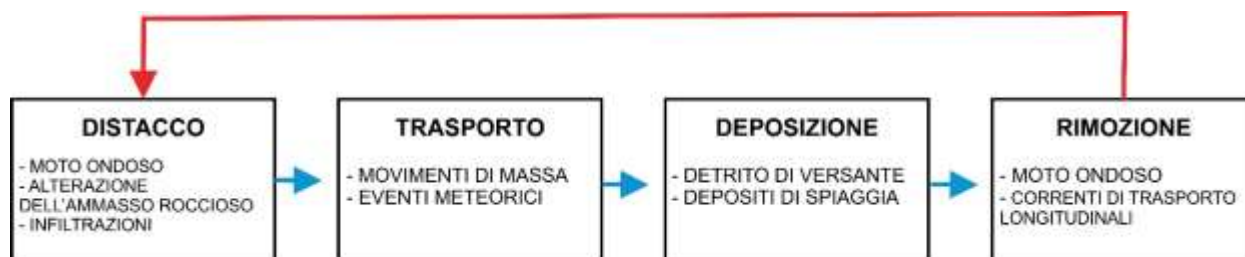 DISTACCO
- MOTO ONDOSO
- ALTERAZIONE
DELL'AMMASSO ROCCIOSO
- INFILTRAZIONI
TRASPORTO
- MOVIMENTI DI MASSA
- EVENTI METEORICI
DEPOSIZIONE
- DETRITO DI VERSANTE
- DEPOSITI DI SPIAGGIA
RIMOZIONE
- MOTO ONDOSO
- CORRENTI DI TRASPORTO
LONGITUDINALI